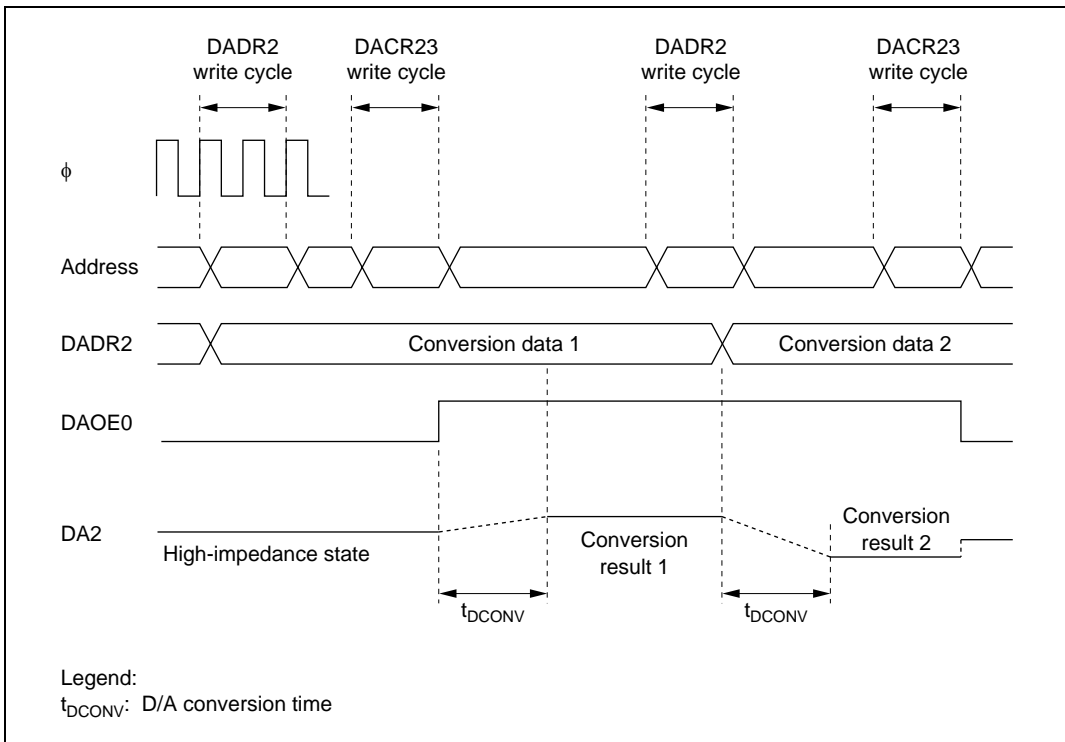 DADR2
write cycle
DACR23
write cycle
DADR2
write cycle
DACR23
write cycle
ϕ
Address
DADR2
Conversion data 1
Conversion data 2
DAOE0
DA2
High-impedance state
Conversion
result 1
Conversion
result 2
tDCONV
tDCONV
Legend:
tDCONV: D/A conversion time